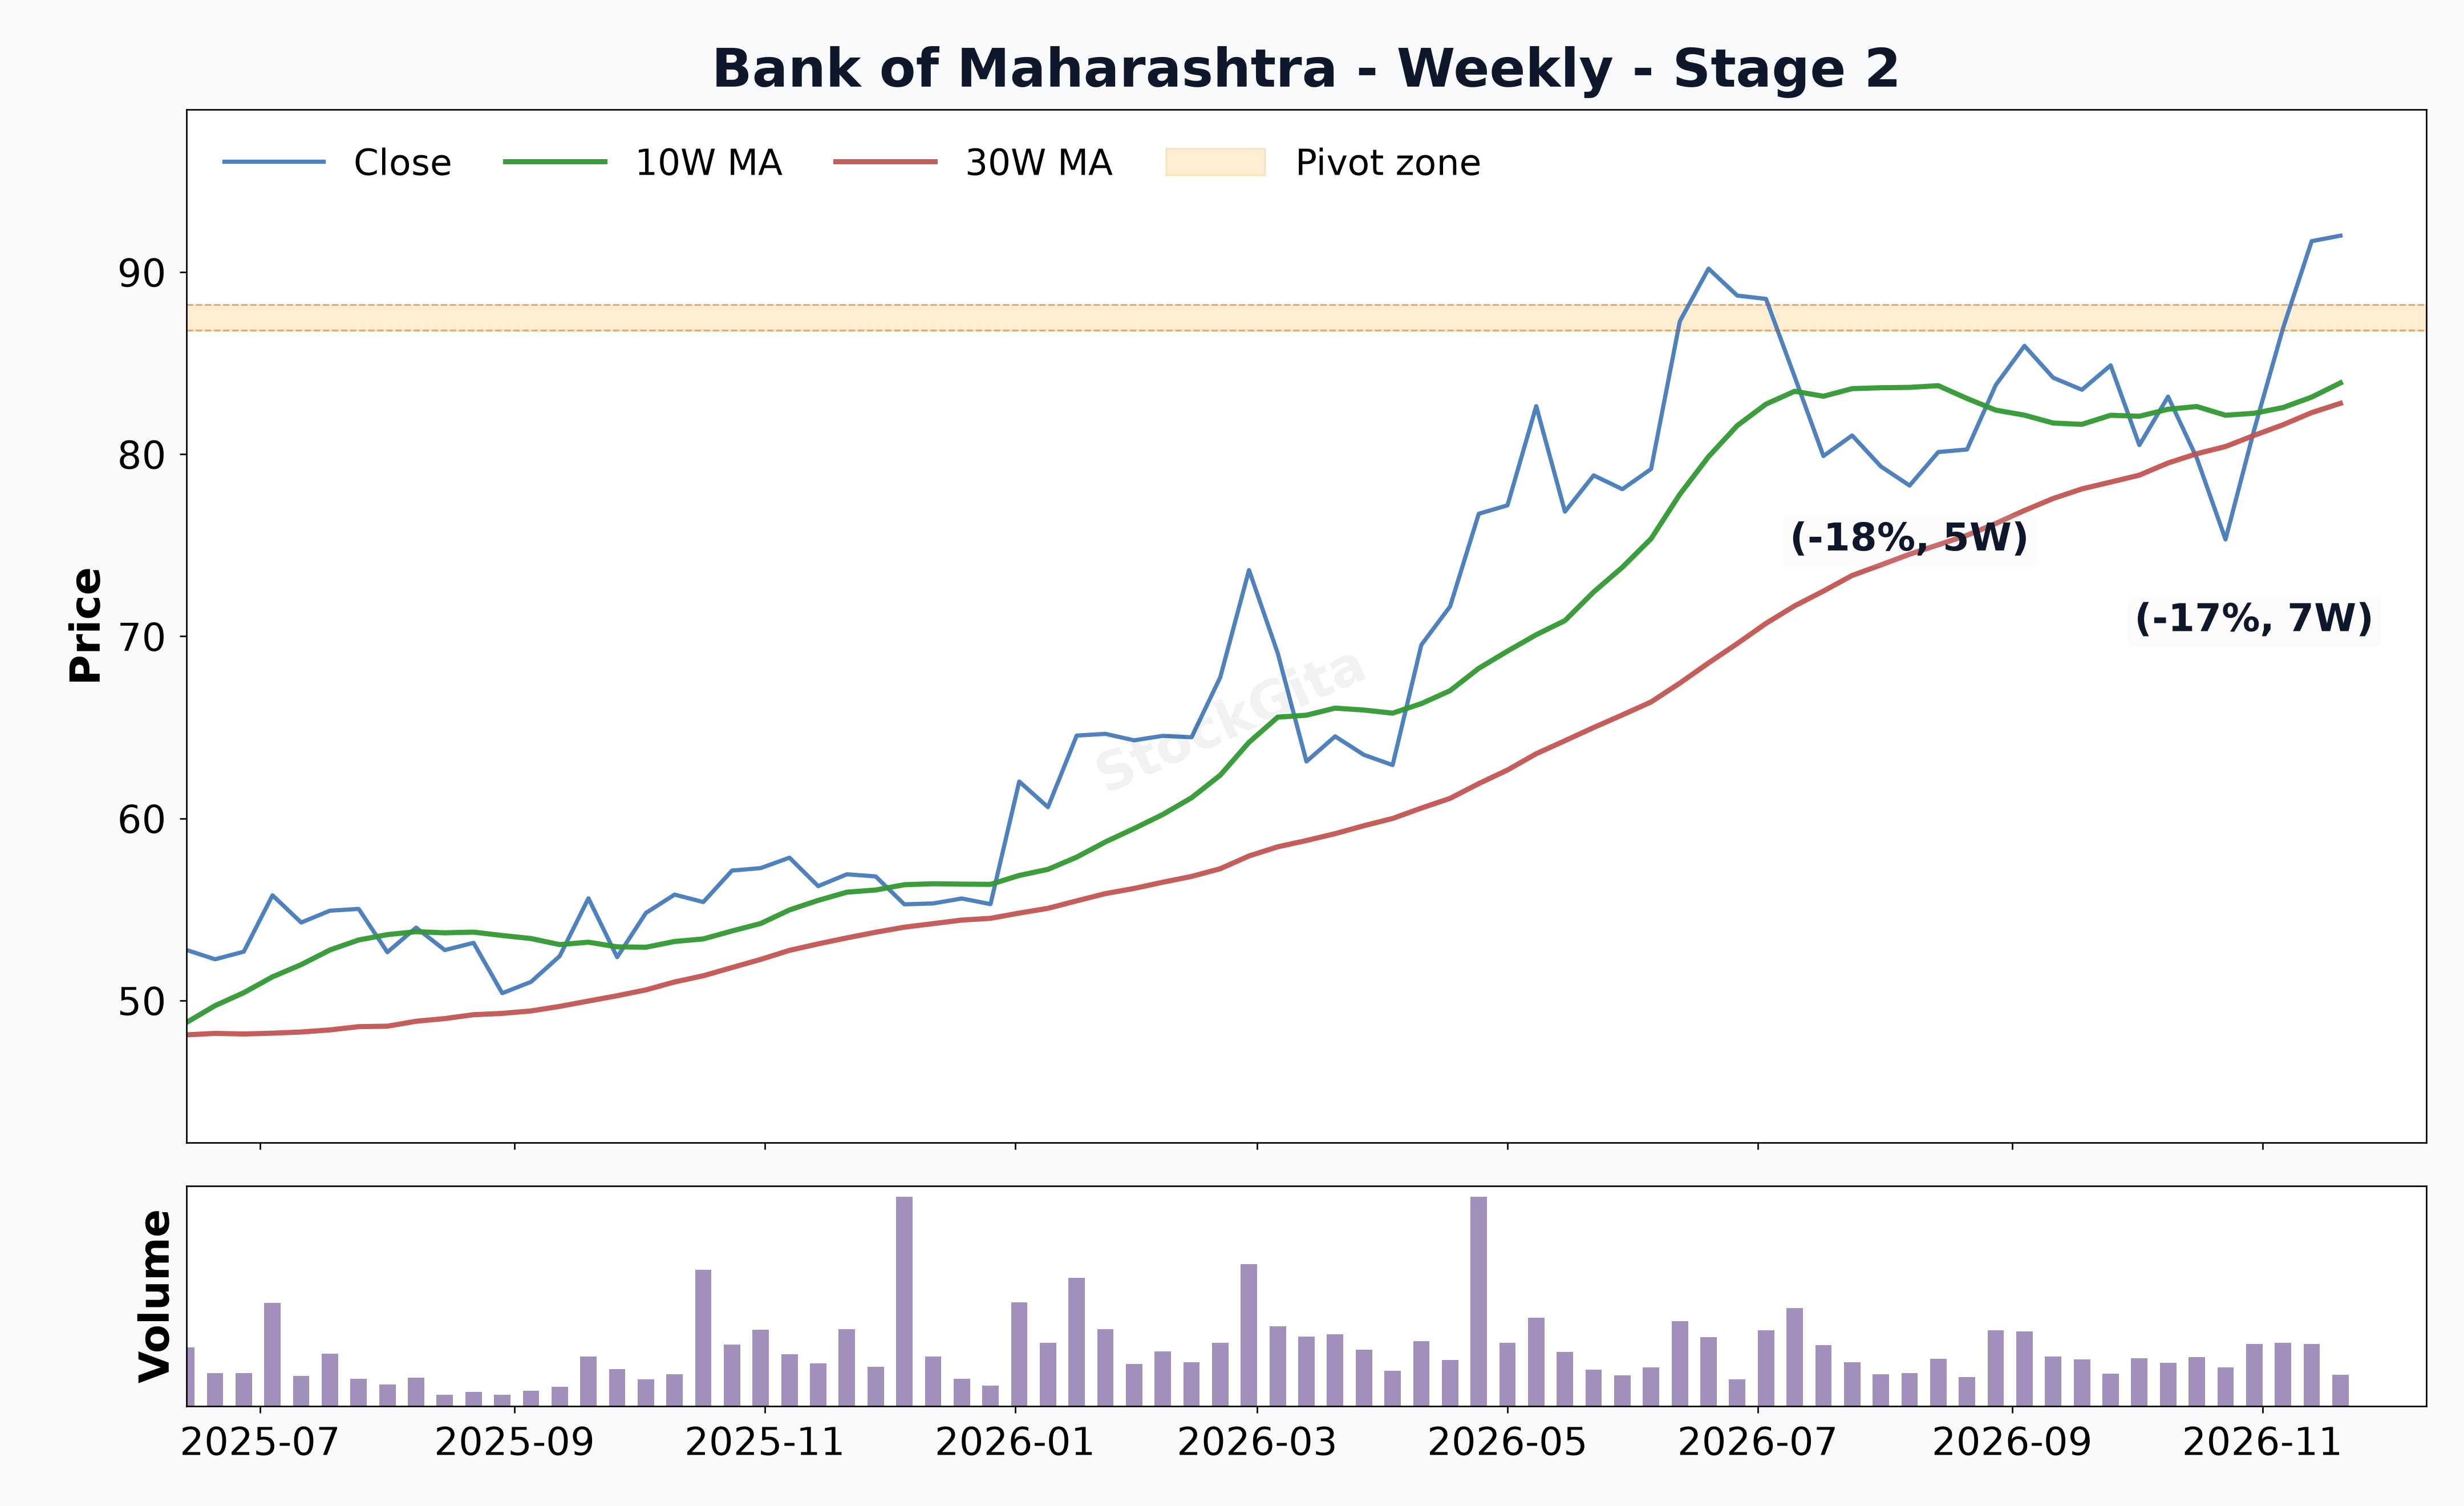 Bank of Maharashtra - Weekly - Stage 2
Close 10W MA 30W MA Pivot zone
90
80
70
60
50
Price
(-18%, 5W)
(-17%, 7W)
StockGita
Volume
2025-07 2025-09 2025-11 2026-01 2026-03 2026-05 2026-07 2026-09 2026-11